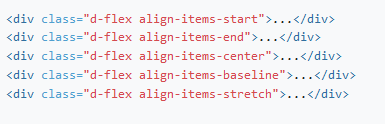 <div class="d-flex align-items-start">...</div>
<div class="d-flex align-items-end">...</div>
<div class="d-flex align-items-center">...</div>
<div class="d-flex align-items-baseline">...</div>
<div class="d-flex align-items-stretch">...</div>